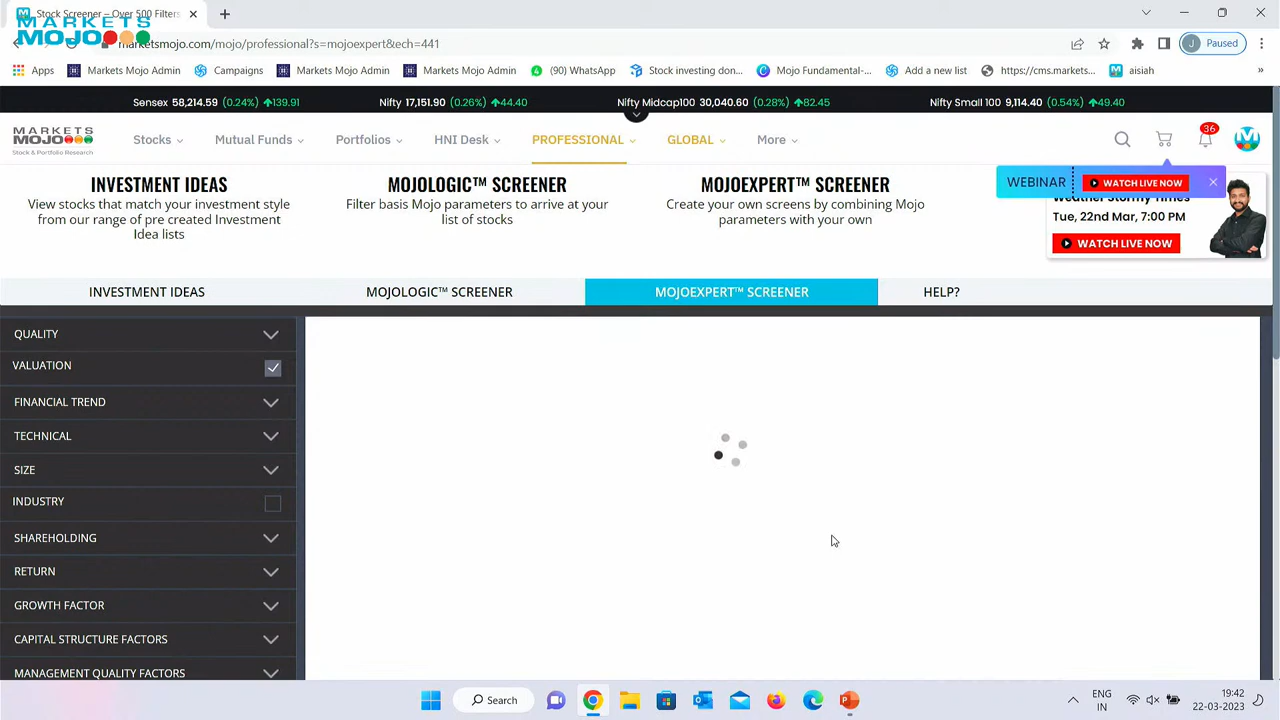 Stock Screener – Over 500 Filters
MARKETS
MOJO
marketsmojo.com/mojo/professional?s=mojoexpert&tech=441
J Paused
Apps Markets Mojo Admin Campaigns Markets Mojo Admin Markets Mojo Admin (90) WhatsApp Stock investing don... Mojo Fundamental-... Add a new list https://cms.markets... aisiah »
Sensex 58,214.59 (0.24%) 139.91 Nifty 17,151.90 (0.26%) 44.40 Nifty Midcap100 30,040.60 (0.28%) 82.45 Nifty Small 100 9,114.40 (0.54%) 49.40
MARKETS
MOJO
Stock & Portfolio Research
Stocks Mutual Funds Portfolios HNI Desk PROFESSIONAL GLOBAL More 36
INVESTMENT IDEAS
View stocks that match your investment style
from our range of pre created Investment
Idea lists
MOJOLOGIC™ SCREENER
Filter basis Mojo parameters to arrive at your
list of stocks
MOJOEXPERT™ SCREENER
Create your own screens by combining Mojo
parameters with your own
WEBINAR WATCH LIVE NOW
Weather Stormy Times
Tue, 22nd Mar, 7:00 PM
WATCH LIVE NOW
INVESTMENT IDEAS MOJOLOGIC™ SCREENER MOJOEXPERT™ SCREENER HELP?
QUALITY
VALUATION
FINANCIAL TREND
TECHNICAL
SIZE
INDUSTRY
SHAREHOLDING
RETURN
GROWTH FACTOR
CAPITAL STRUCTURE FACTORS
MANAGEMENT QUALITY FACTORS
Search
ENG
IN
19:42
22-03-2023